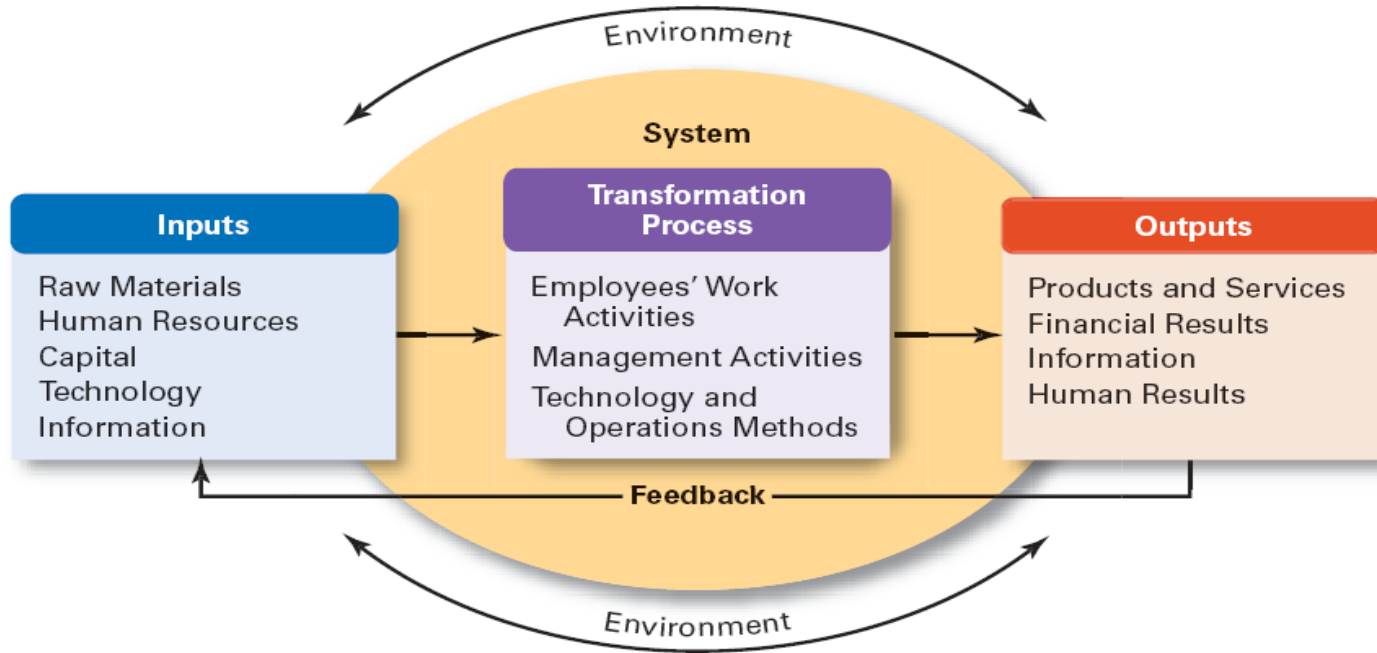 Environment
System
Inputs
Raw Materials
Human Resources
Capital
Technology
Information
Transformation
Process
Employees’ Work
Activities
Management Activities
Technology and
Operations Methods
Outputs
Products and Services
Financial Results
Information
Human Results
Feedback
Environment